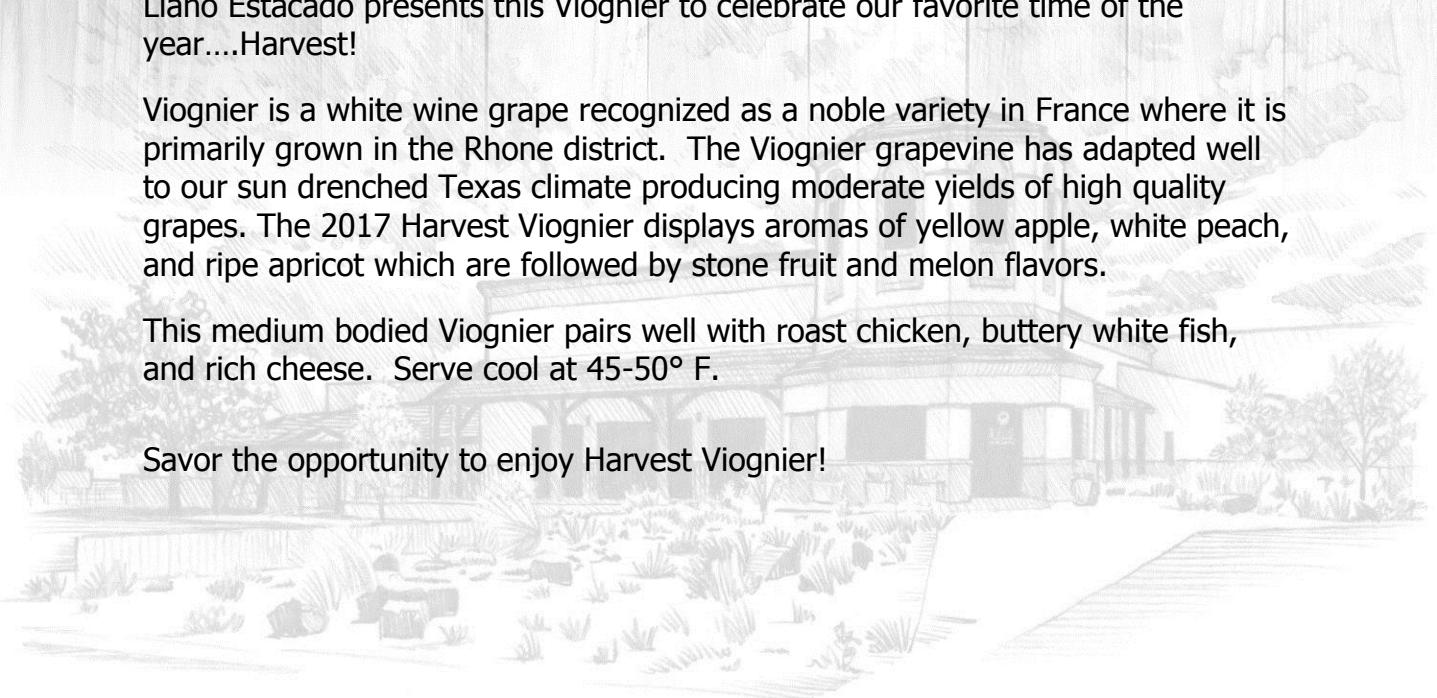 Llano Estacado presents this Viognier to celebrate our favorite time of the
year....Harvest!
Viognier is a white wine grape recognized as a noble variety in France where it is
primarily grown in the Rhone district.  The Viognier grapevine has adapted well
to our sun drenched Texas climate producing moderate yields of high quality
grapes. The 2017 Harvest Viognier displays aromas of yellow apple, white peach,
and ripe apricot which are followed by stone fruit and melon flavors.
This medium bodied Viognier pairs well with roast chicken, buttery white fish,
and rich cheese.  Serve cool at 45-50° F.
Savor the opportunity to enjoy Harvest Viognier!